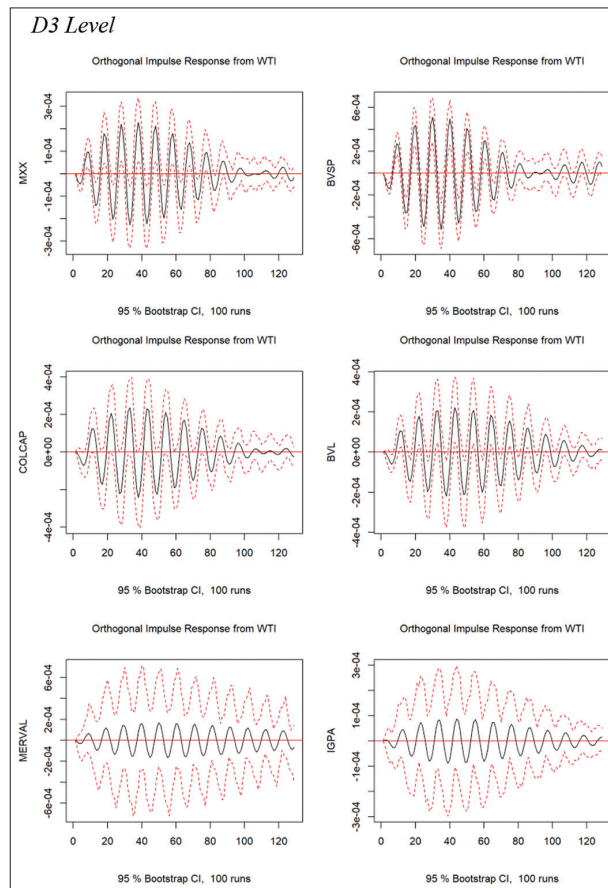 D3 Level
Orthogonal Impulse Response from WTI
MXX
3e-04
1e-04
-1e-04
-3e-04
0 20 40 60 80 100 120
95 % Bootstrap CI, 100 runs
Orthogonal Impulse Response from WTI
BVSP
6e-04
2e-04
-2e-04
-6e-04
0 20 40 60 80 100 120
95 % Bootstrap CI, 100 runs
Orthogonal Impulse Response from WTI
COLCAP
4e-04
2e-04
0e+00
-2e-04
-4e-04
0 20 40 60 80 100 120
95 % Bootstrap CI, 100 runs
Orthogonal Impulse Response from WTI
BVL
4e-04
2e-04
0e+00
-2e-04
-4e-04
0 20 40 60 80 100 120
95 % Bootstrap CI, 100 runs
Orthogonal Impulse Response from WTI
MERVAL
6e-04
2e-04
-2e-04
-6e-04
0 20 40 60 80 100 120
95 % Bootstrap CI, 100 runs
Orthogonal Impulse Response from WTI
IGPA
3e-04
1e-04
-1e-04
-3e-04
0 20 40 60 80 100 120
95 % Bootstrap CI, 100 runs